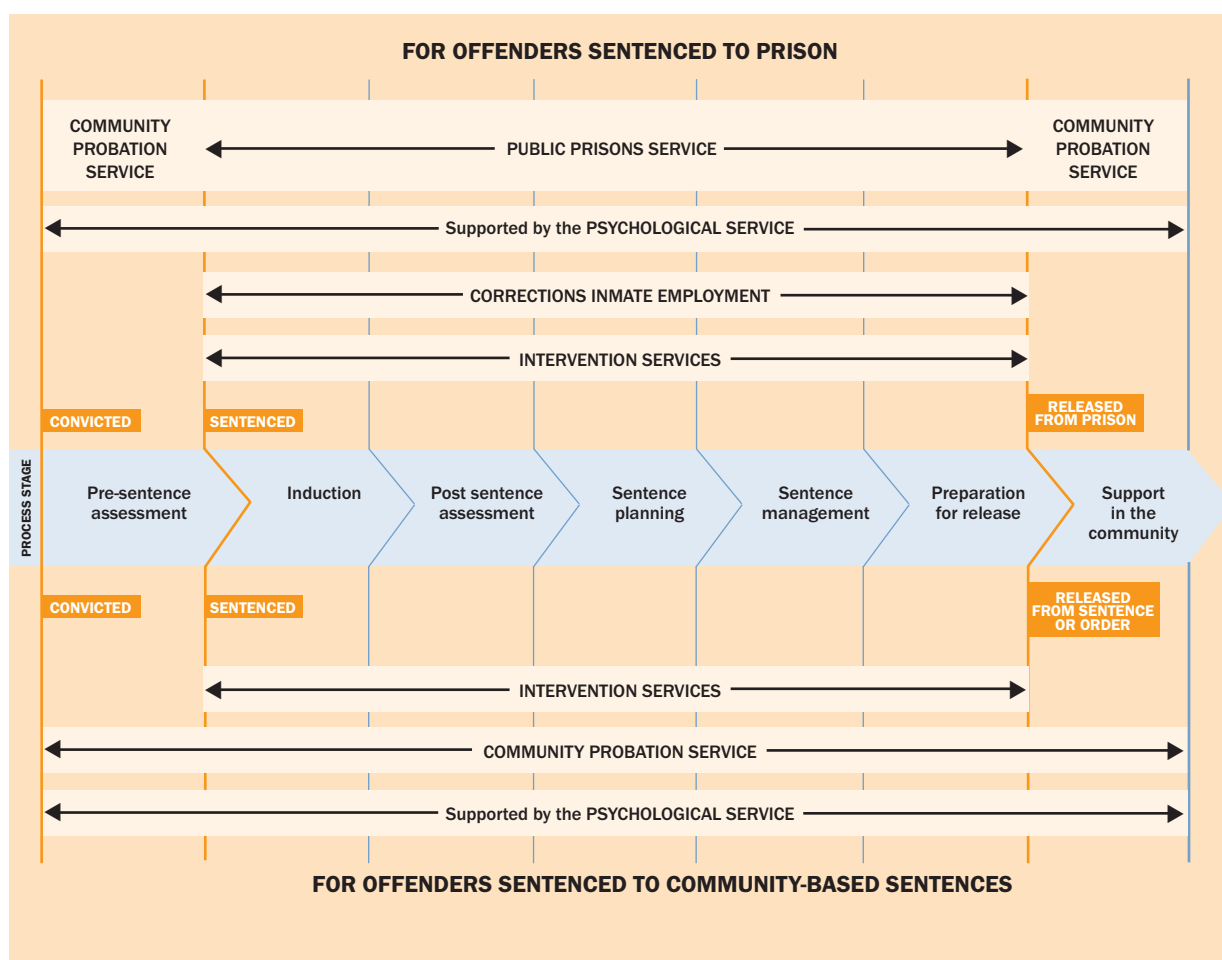 FOR OFFENDERS SENTENCED TO PRISON
COMMUNITY
PROBATION
SERVICE
PUBLIC PRISONS SERVICE
COMMUNITY
PROBATION
SERVICE
Supported by the PSYCHOLOGICAL SERVICE
CORRECTIONS INMATE EMPLOYMENT
INTERVENTION SERVICES
CONVICTED
SENTENCED
RELEASED
FROM PRISON
PROCESS STAGE
Pre-sentence
assessment
Induction
Post sentence
assessment
Sentence
planning
Sentence
management
Preparation
for release
Support
in the
community
CONVICTED
SENTENCED
RELEASED
FROM SENTENCE
OR ORDER
INTERVENTION SERVICES
COMMUNITY PROBATION SERVICE
Supported by the PSYCHOLOGICAL SERVICE
FOR OFFENDERS SENTENCED TO COMMUNITY-BASED SENTENCES